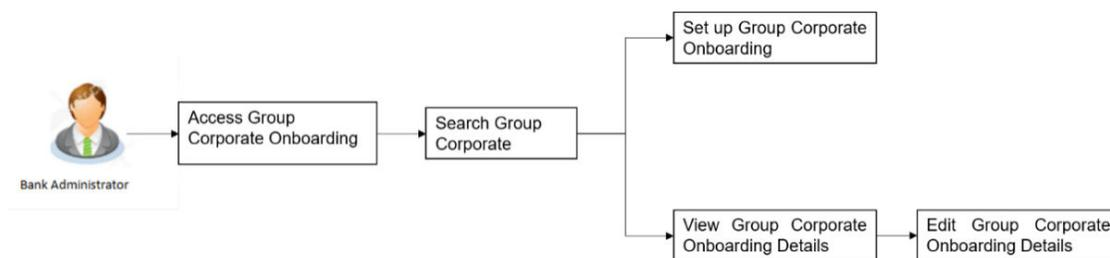 Set up Group Corporate
Onboarding
Access Group
Corporate Onboarding
Search Group
Corporate
Bank Administrator
View Group Corporate
Onboarding Details
Edit Group Corporate
Onboarding Details